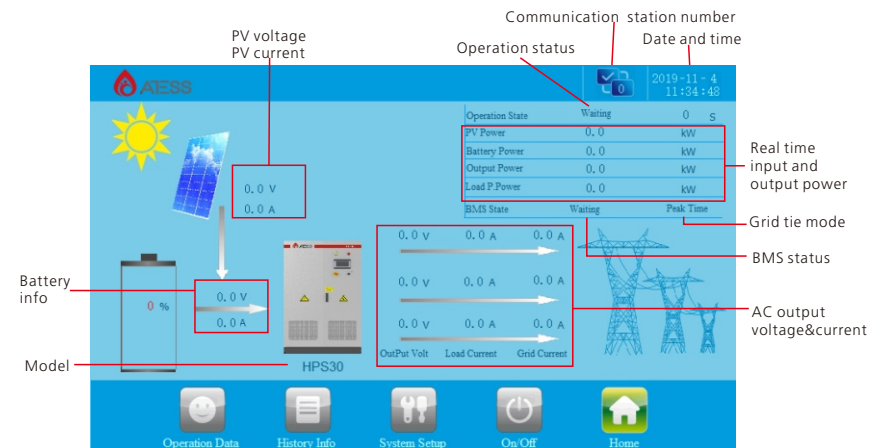 Communication station number
PV voltage
PV current
Operation status
Date and time
ATESS
0
2019-11- 4
11:34:48
Operation State Waiting 0 S
PV Power 0.0 kW
Battery Power 0.0 kW
Output Power 0.0 kW
Load P.Power 0.0 kW
BMS State Waiting Peak Time
Real time
input and
output power
Grid tie mode
BMS status
0.0 V
0.0 A
ATESS
0.0 V 0.0 A 0.0 A
0.0 V 0.0 A 0.0 A
0.0 V 0.0 A 0.0 A
OutPut Volt Load Current Grid Current
Battery
info
0 %
0.0 V
0.0 A
AC output
voltage&current
Model
HPS30
Operation Data History Info System Setup On/Off Home